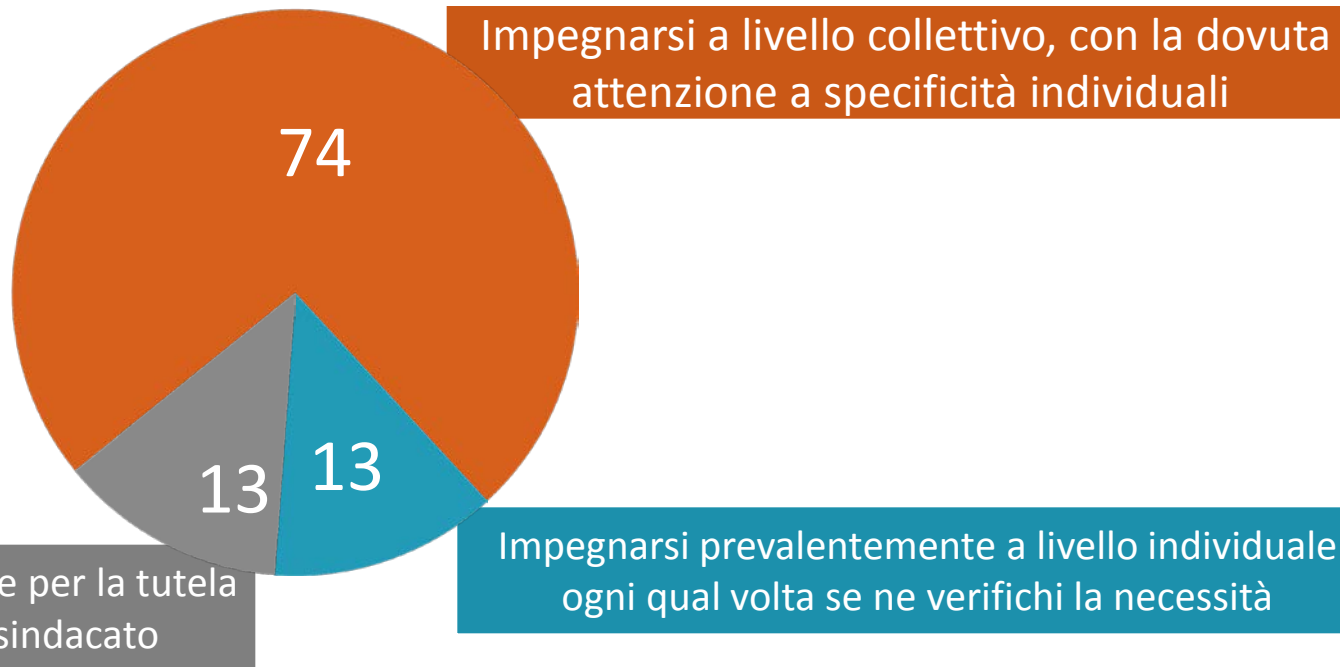 Impegnarsi a livello collettivo, con la dovuta
attenzione a specificità individuali
74
13
13
Impegnarsi prevalentemente a livello individuale
ogni qual volta se ne verifichi la necessità
e per la tutela
sindacato